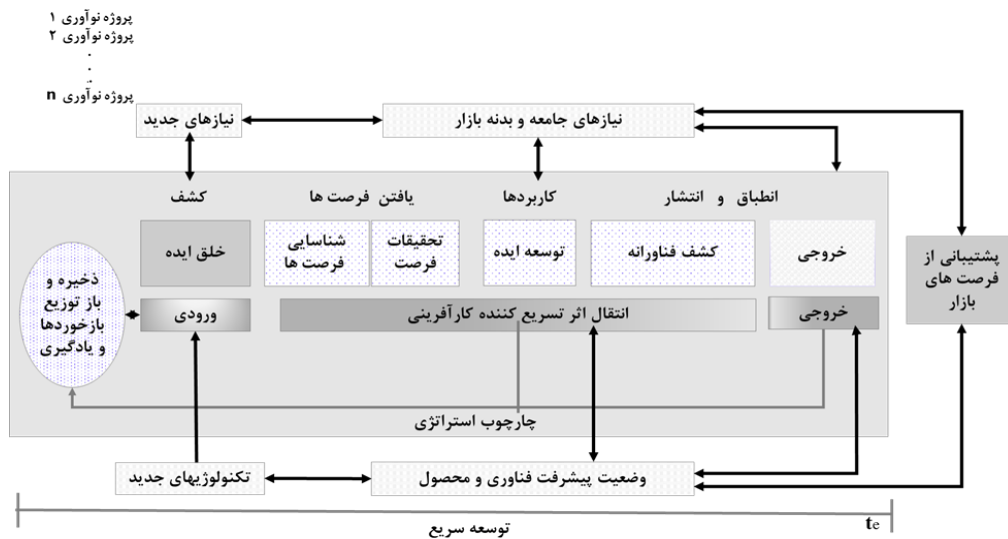 پروژه نوآوری ۱
پروژه نوآوری ۲
.
.
..
پروژه نوآوری n
نیازهای جدید
نیازهای جامعه و بدنه بازار
کشف
یافتن فرصت ها
کاربردها
انطباق و انتشار
خلق ایده
شناسایی
فرصت ها
تحقیقات
فرصت
توسعه ایده
کشف فناورانه
خروجی
پشتیبانی از
فرصت های
بازار
ذخیره و
باز توزیع
بازخوردها
و یادگیری
ورودی
انتقال اثر تسریع کننده کارآفرینی
خروجی
چارچوب استراتژی
تکنولوژیهای جدید
وضعیت پیشرفت فناوری و محصول
توسعه سریع
te